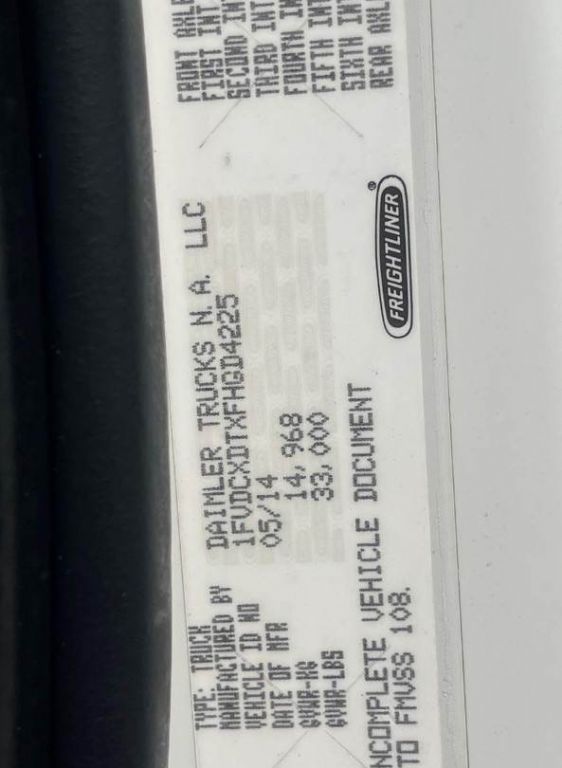 TYPE: TRUCK
MANUFACTURED BY DAIMLER TRUCKS N.A. LLC
VEHICLE ID NO 1FVDCXDTXFHGD4225
DATE OF MFR 05/14
GVWR-KG 14,968
GVWR-LBS 33,000
NCOMPLETE VEHICLE DOCUMENT
TO FMVSS 108.
FREIGHTLINER®
FRONT AXLE
FIRST INT.
SECOND INT
THIRD INT
FOURTH IN
FIFTH INT
SIXTH INT
REAR AXL